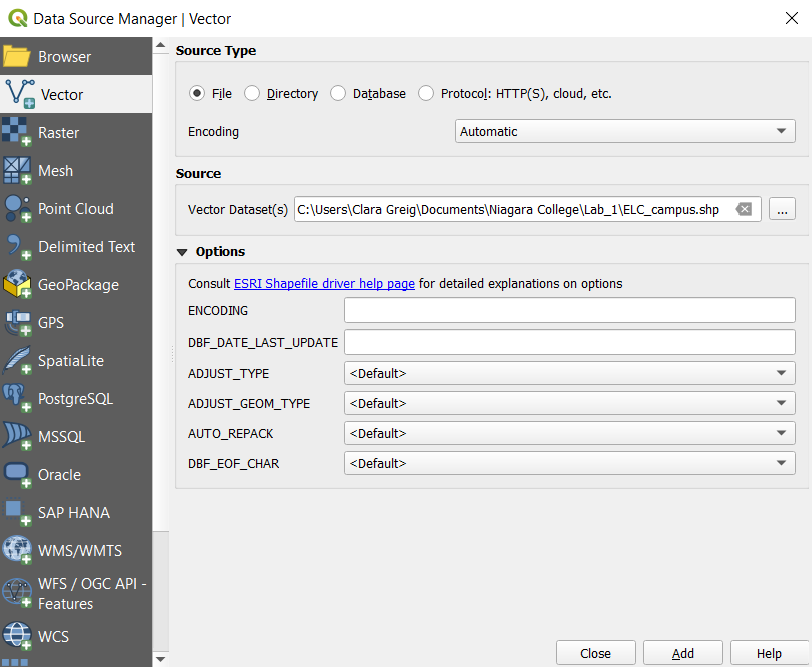 Data Source Manager | Vector
Browser
Vector
Raster
Mesh
Point Cloud
Delimited Text
GeoPackage
GPS
SpatiaLite
PostgreSQL
MSSQL
Oracle
SAP HANA
WMS/WMTS
WFS / OGC API -
Features
WCS
Source Type
File Directory Database Protocol: HTTP(S), cloud, etc.
Encoding Automatic
Source
Vector Dataset(s) C:\Users\Clara Greig\Documents\Niagara College\Lab_1\ELC_campus.shp ...
Options
Consult ESRI Shapefile driver help page for detailed explanations on options
ENCODING
DBF_DATE_LAST_UPDATE
ADJUST_TYPE <Default>
ADJUST_GEOM_TYPE <Default>
AUTO_REPACK <Default>
DBF_EOF_CHAR <Default>
Close Add Help